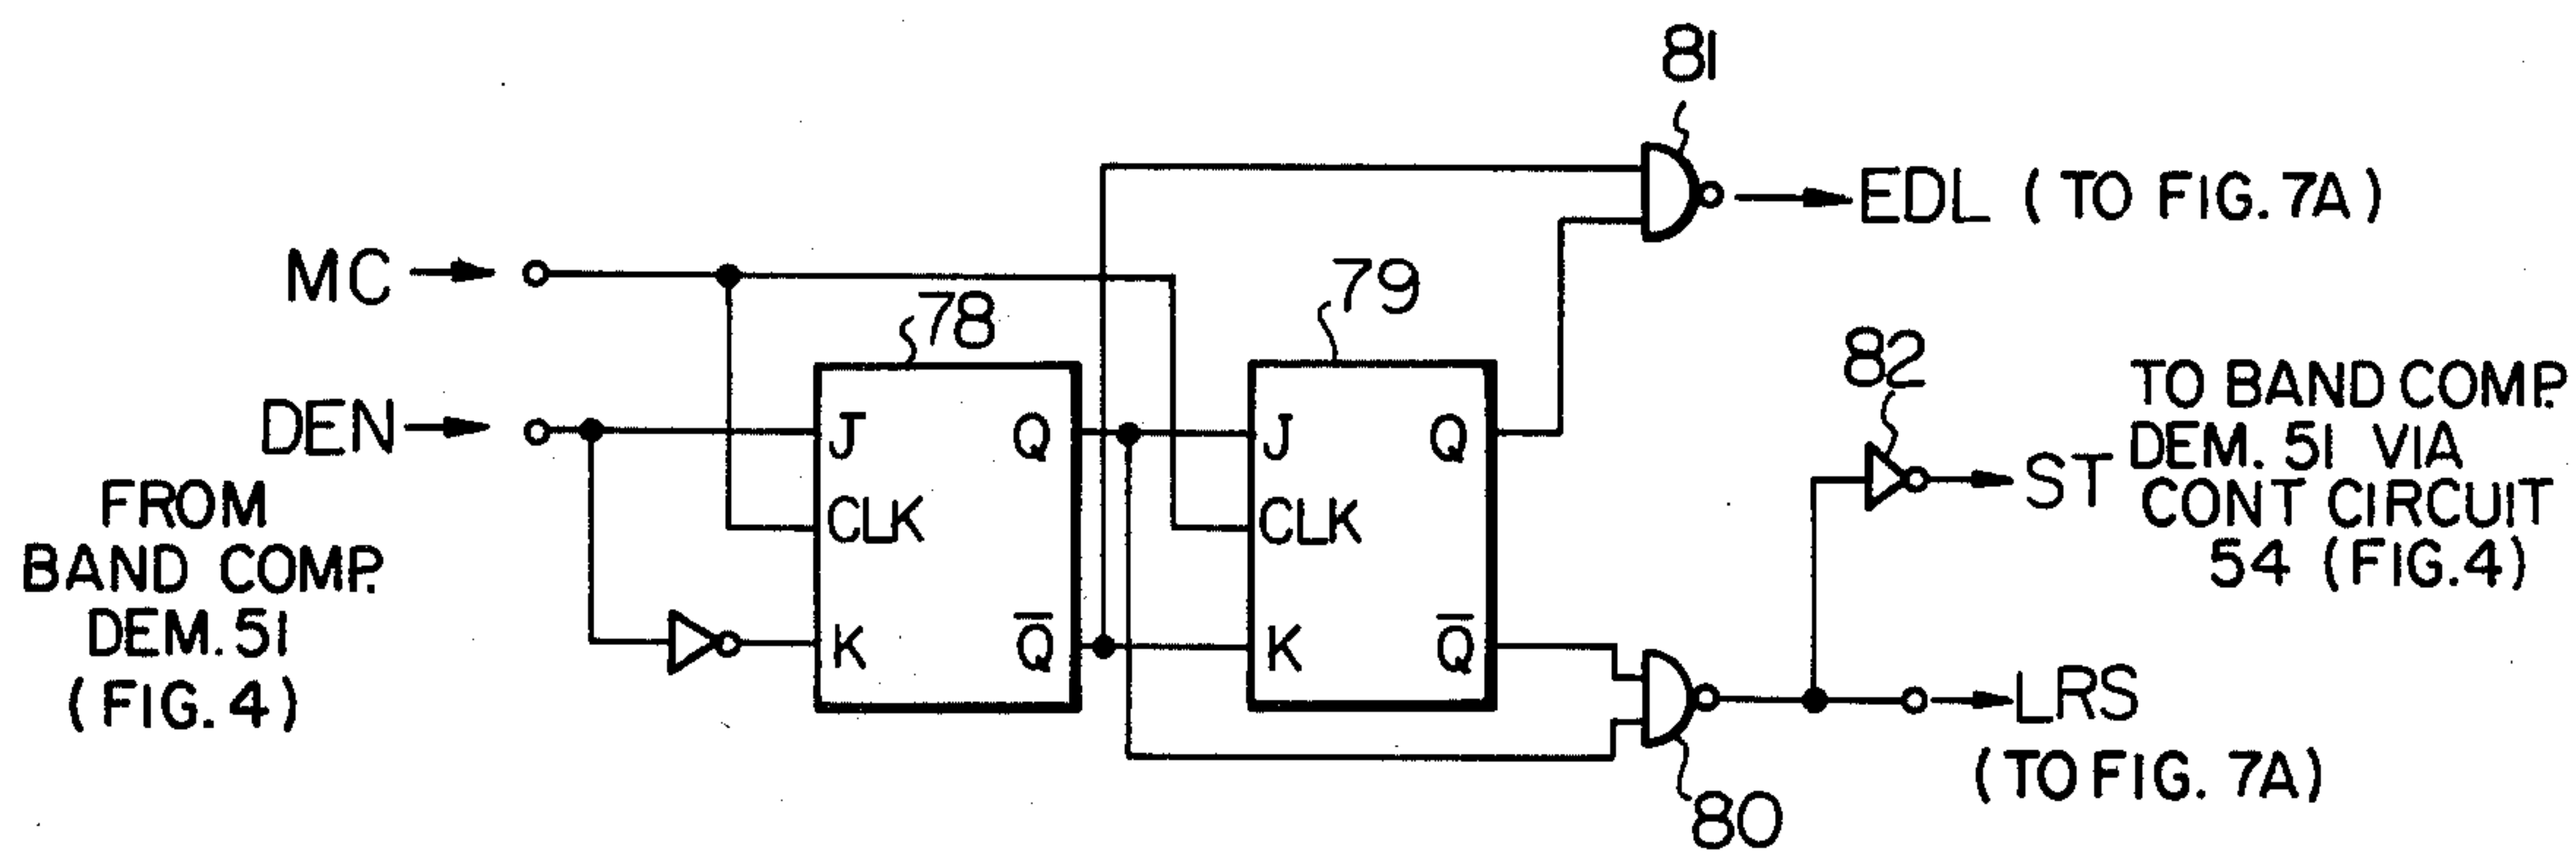 81
EDL (TO FIG. 7A)
MC
78
79
DEN
J
Q
J
Q
82
TO BAND COMP.
ST DEM. 51 VIA
CONT CIRCUIT
54 (FIG. 4)
FROM
BAND COMP.
DEM. 51
(FIG. 4)
CLK
CLK
K
Q̅
K
Q̅
LRS
(TO FIG. 7A)
80